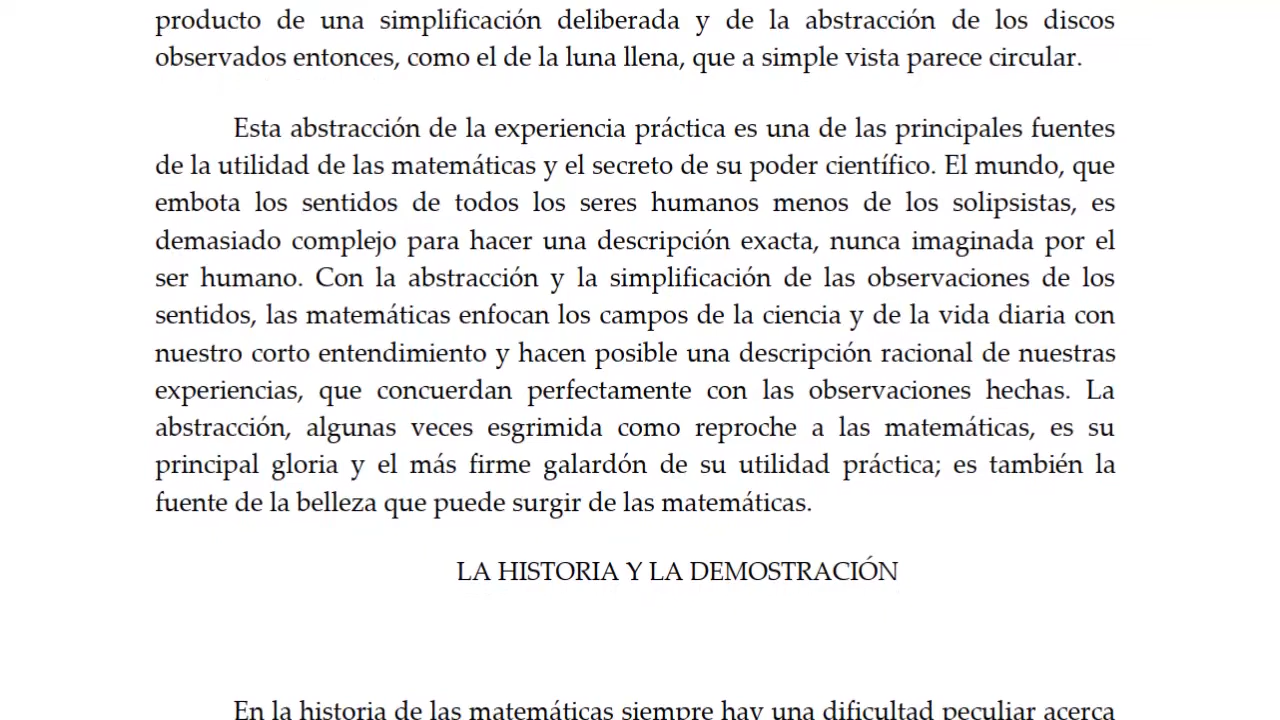 producto de una simplificación deliberada y de la abstracción de los discos
observados entonces, como el de la luna llena, que a simple vista parece circular.
Esta abstracción de la experiencia práctica es una de las principales fuentes
de la utilidad de las matemáticas y el secreto de su poder científico. El mundo, que
embota los sentidos de todos los seres humanos menos de los solipsistas, es
demasiado complejo para hacer una descripción exacta, nunca imaginada por el
ser humano. Con la abstracción y la simplificación de las observaciones de los
sentidos, las matemáticas enfocan los campos de la ciencia y de la vida diaria con
nuestro corto entendimiento y hacen posible una descripción racional de nuestras
experiencias, que concuerdan perfectamente con las observaciones hechas. La
abstracción, algunas veces esgrimida como reproche a las matemáticas, es su
principal gloria y el más firme galardón de su utilidad práctica; es también la
fuente de la belleza que puede surgir de las matemáticas.
LA HISTORIA Y LA DEMOSTRACIÓN
En la historia de las matemáticas siempre hay una dificultad peculiar acerca